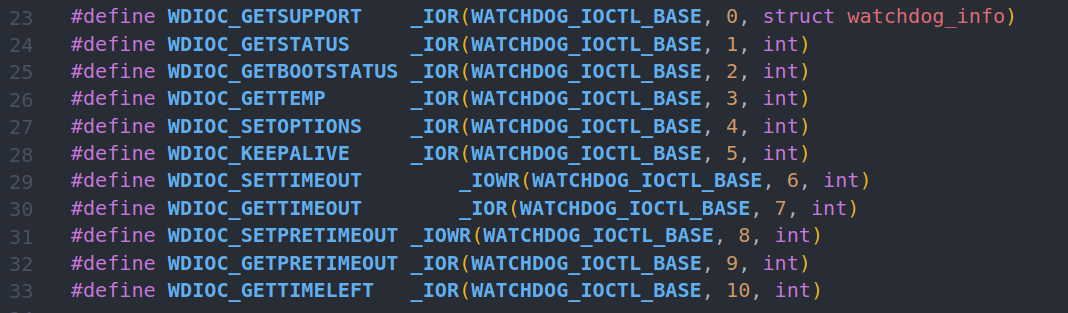 23 #define WDIOC_GETSUPPORT    _IOR(WATCHDOG_IOCTL_BASE, 0, struct watchdog_info)
24 #define WDIOC_GETSTATUS     _IOR(WATCHDOG_IOCTL_BASE, 1, int)
25 #define WDIOC_GETBOOTSTATUS _IOR(WATCHDOG_IOCTL_BASE, 2, int)
26 #define WDIOC_GETTEMP       _IOR(WATCHDOG_IOCTL_BASE, 3, int)
27 #define WDIOC_SETOPTIONS    _IOR(WATCHDOG_IOCTL_BASE, 4, int)
28 #define WDIOC_KEEPALIVE     _IOR(WATCHDOG_IOCTL_BASE, 5, int)
29 #define WDIOC_SETTIMEOUT        _IOWR(WATCHDOG_IOCTL_BASE, 6, int)
30 #define WDIOC_GETTIMEOUT        _IOR(WATCHDOG_IOCTL_BASE, 7, int)
31 #define WDIOC_SETPRETIMEOUT _IOWR(WATCHDOG_IOCTL_BASE, 8, int)
32 #define WDIOC_GETPRETIMEOUT _IOR(WATCHDOG_IOCTL_BASE, 9, int)
33 #define WDIOC_GETTIMELEFT   _IOR(WATCHDOG_IOCTL_BASE, 10, int)